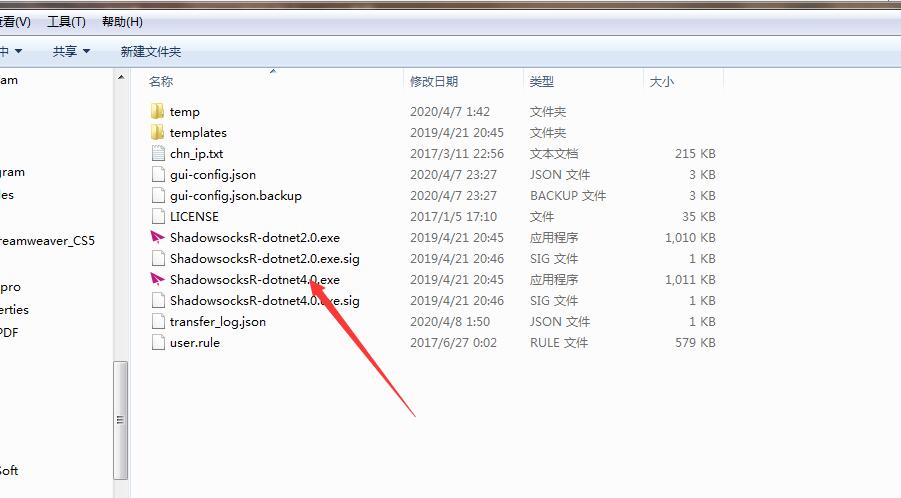 查看(V) 工具(T) 帮助(H)
中 共享 新建文件夹
名称 修改日期 类型 大小
temp 2020/4/7 1:42 文件夹
templates 2019/4/21 20:45 文件夹
chn_ip.txt 2017/3/11 22:56 文本文档 215 KB
gui-config.json 2020/4/7 23:27 JSON 文件 3 KB
gui-config.json.backup 2020/4/7 23:27 BACKUP 文件 3 KB
LICENSE 2017/1/5 17:10 文件 35 KB
ShadowsocksR-dotnet2.0.exe 2019/4/21 20:45 应用程序 1,010 KB
ShadowsocksR-dotnet2.0.exe.sig 2019/4/21 20:46 SIG 文件 1 KB
ShadowsocksR-dotnet4.0.exe 2019/4/21 20:45 应用程序 1,011 KB
ShadowsocksR-dotnet4.0.exe.sig 2019/4/21 20:46 SIG 文件 1 KB
transfer_log.json 2020/4/8 1:50 JSON 文件 1 KB
user.rule 2017/6/27 0:02 RULE 文件 579 KB
am
gram
les
reamweaver_CS5
pro
erties
PDF
Soft